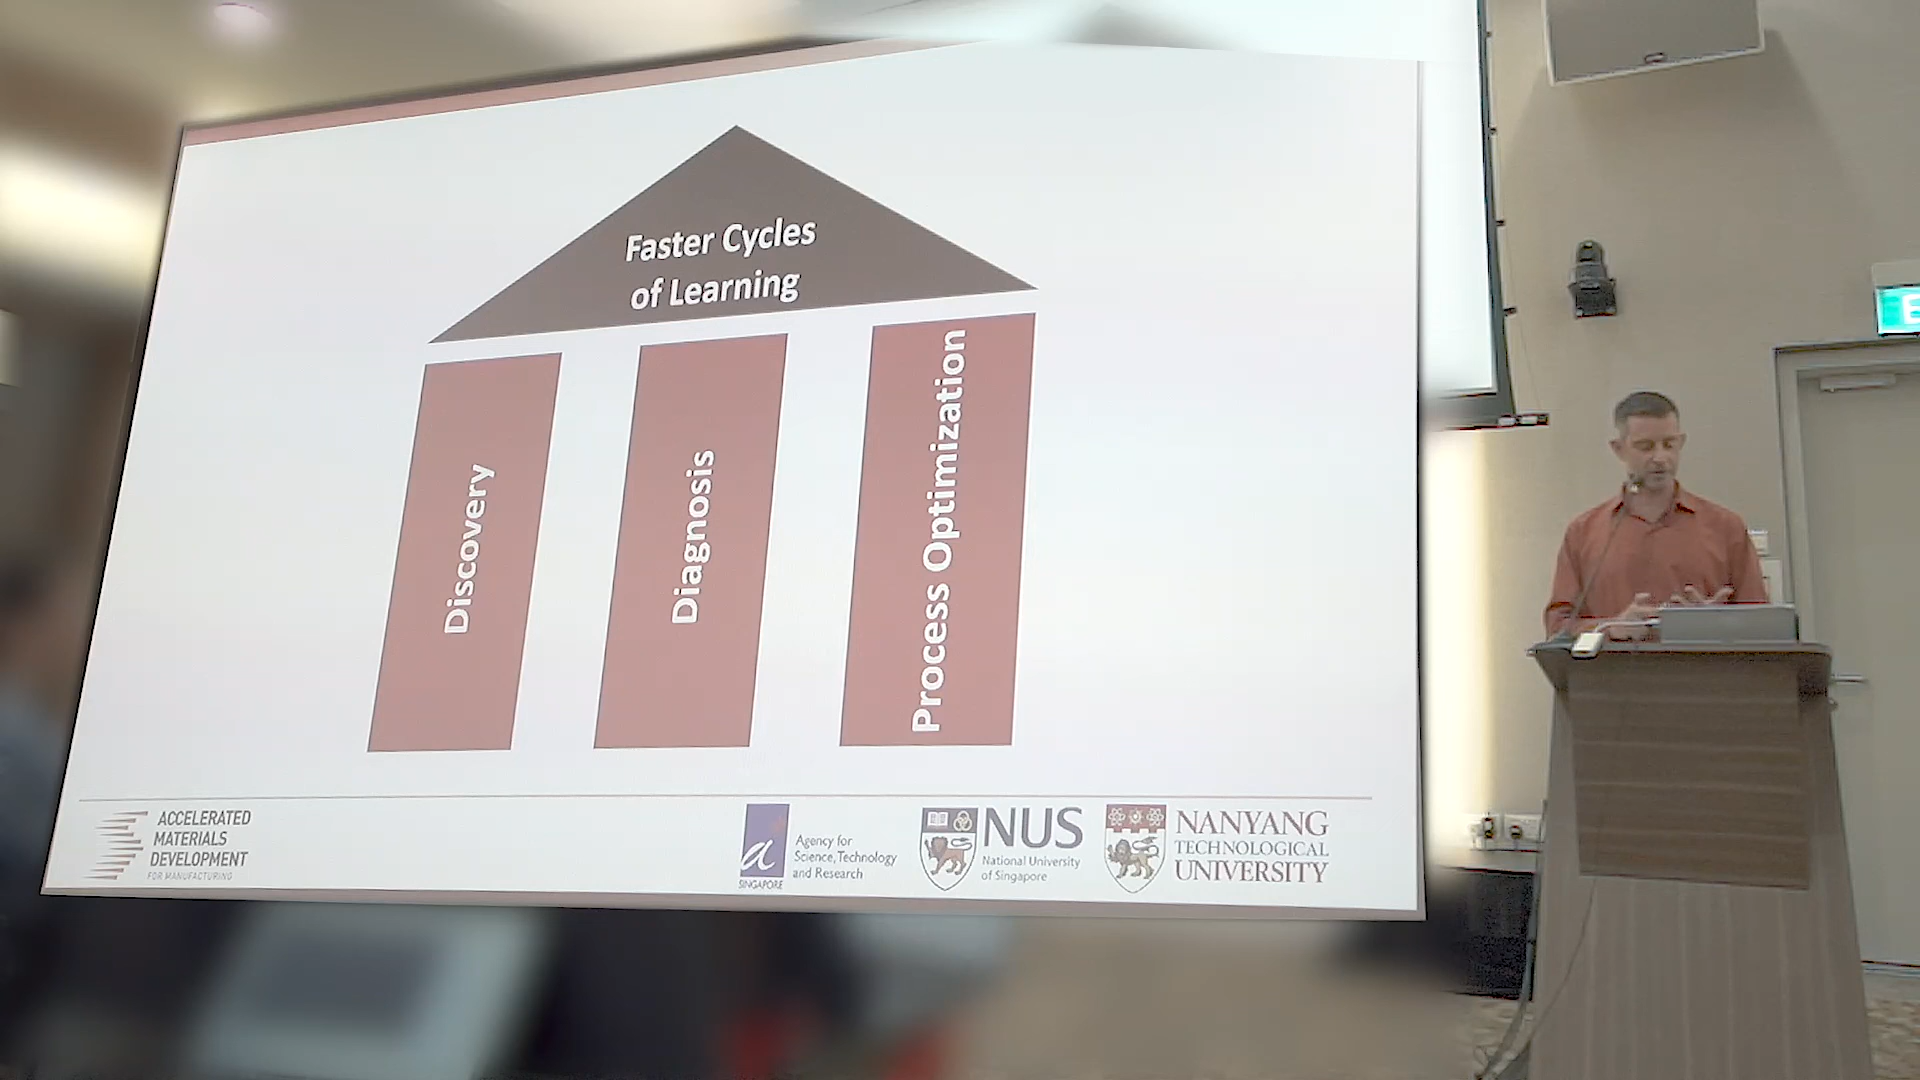 Faster Cycles
of Learning
Discovery
Diagnosis
Process Optimization
ACCELERATED
MATERIALS
DEVELOPMENT
FOR MANUFACTURING
SINGAPORE
Agency for
Science, Technology
and Research
NUS
National University
of Singapore
NANYANG
TECHNOLOGICAL
UNIVERSITY
E